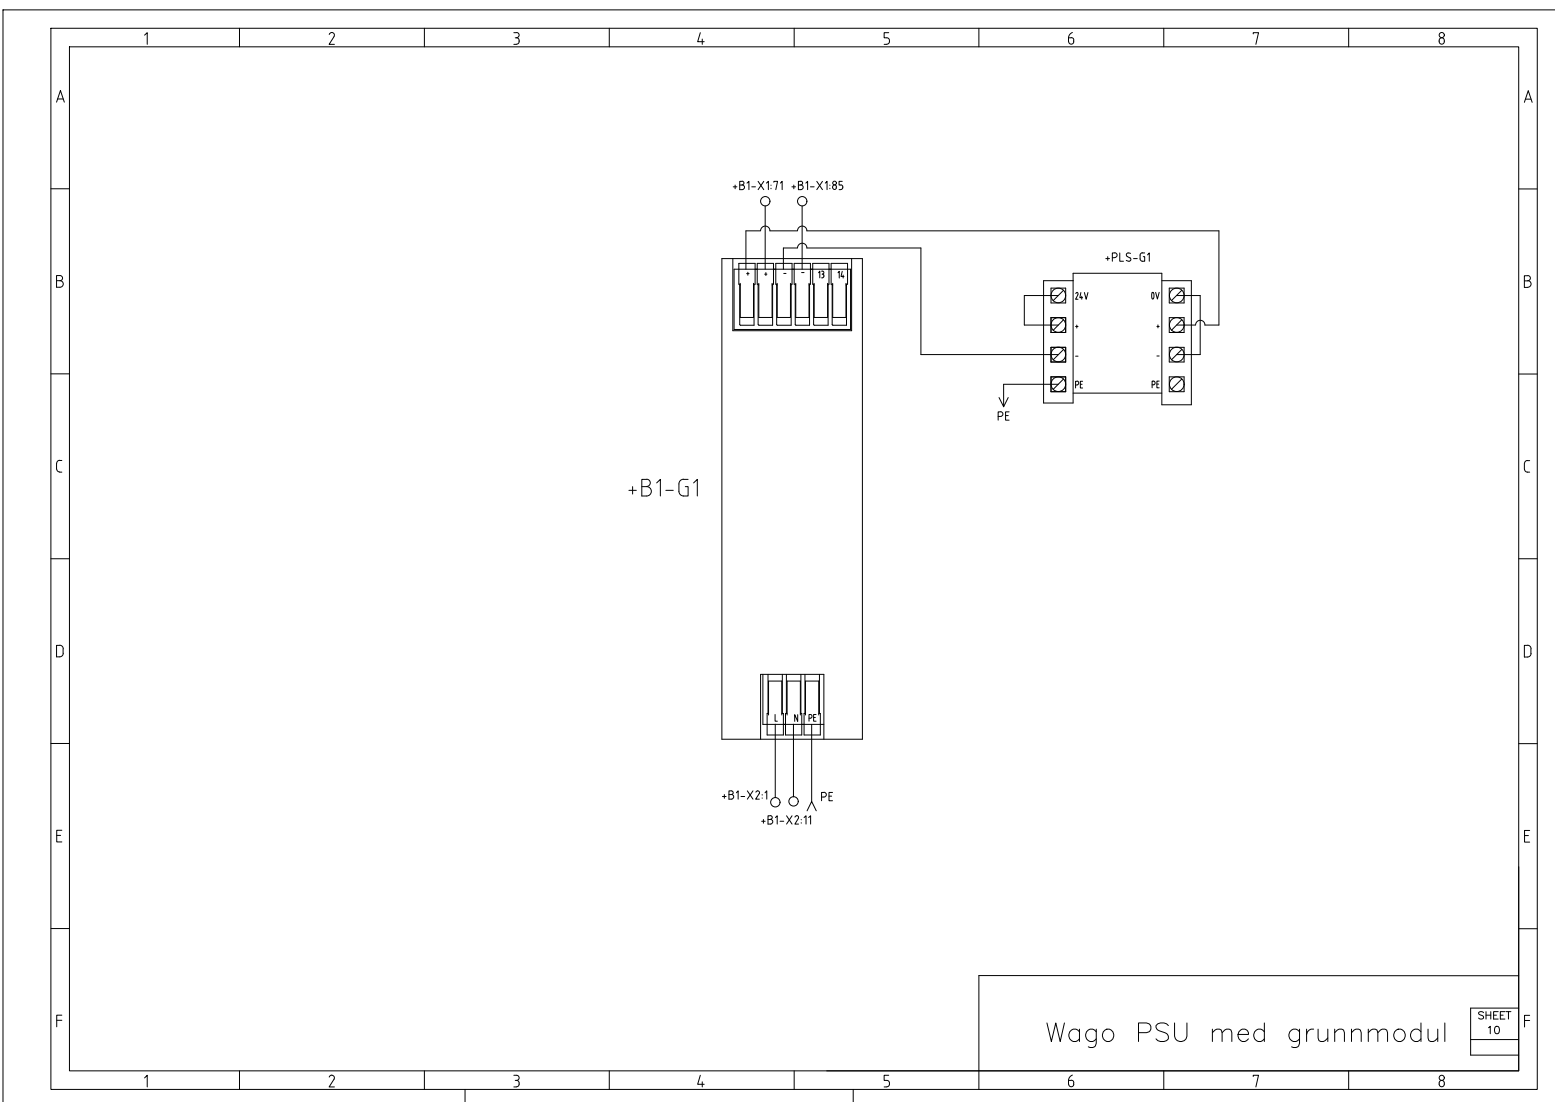 1 2 3 4 5 6 7 8
A A
+B1-X1:71 +B1-X1:85
+PLS-G1
B B
+ + - - 13 14
24V 0V
+ +
- -
PE PE
PE
C C
+B1-G1
D D
L N PE
+B1-X2:1 PE
+B1-X2:11
E E
SHEET
10
F F
Wago PSU med grunnmodul
1 2 3 4 5 6 7 8